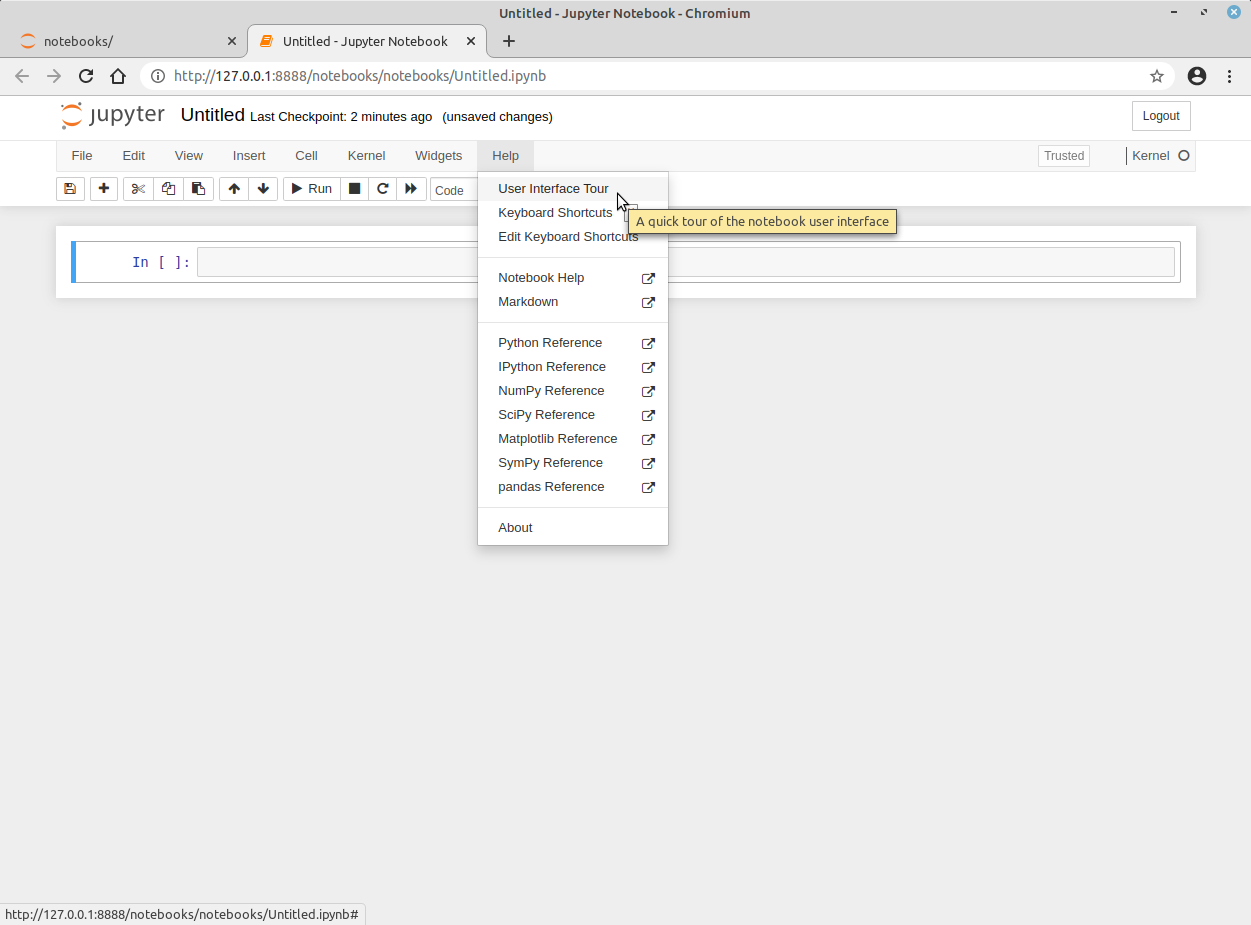 Untitled - Jupyter Notebook - Chromium
notebooks/ Untitled - Jupyter Notebook
http://127.0.0.1:8888/notebooks/notebooks/Untitled.ipynb
jupyter Untitled Last Checkpoint: 2 minutes ago (unsaved changes) Logout
File Edit View Insert Cell Kernel Widgets Help Trusted Kernel
Run Code
User Interface Tour
Keyboard Shortcuts
A quick tour of the notebook user interface
Edit Keyboard Shortcuts
In [ ]:
Notebook Help
Markdown
Python Reference
IPython Reference
NumPy Reference
SciPy Reference
Matplotlib Reference
SymPy Reference
pandas Reference
About
http://127.0.0.1:8888/notebooks/notebooks/Untitled.ipynb#